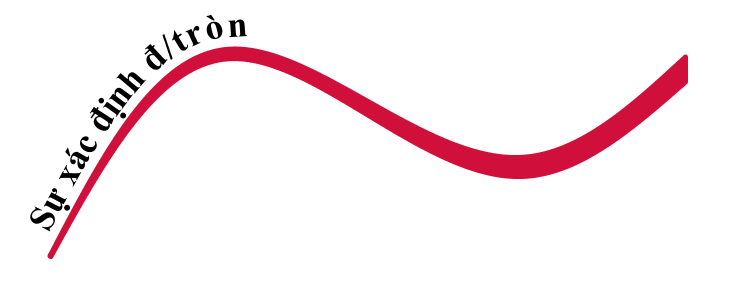 Sự xác định đ/tròn